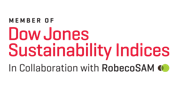 MEMBER OF
Dow Jones
Sustainability Indices
In Collaboration with RobecoSAM